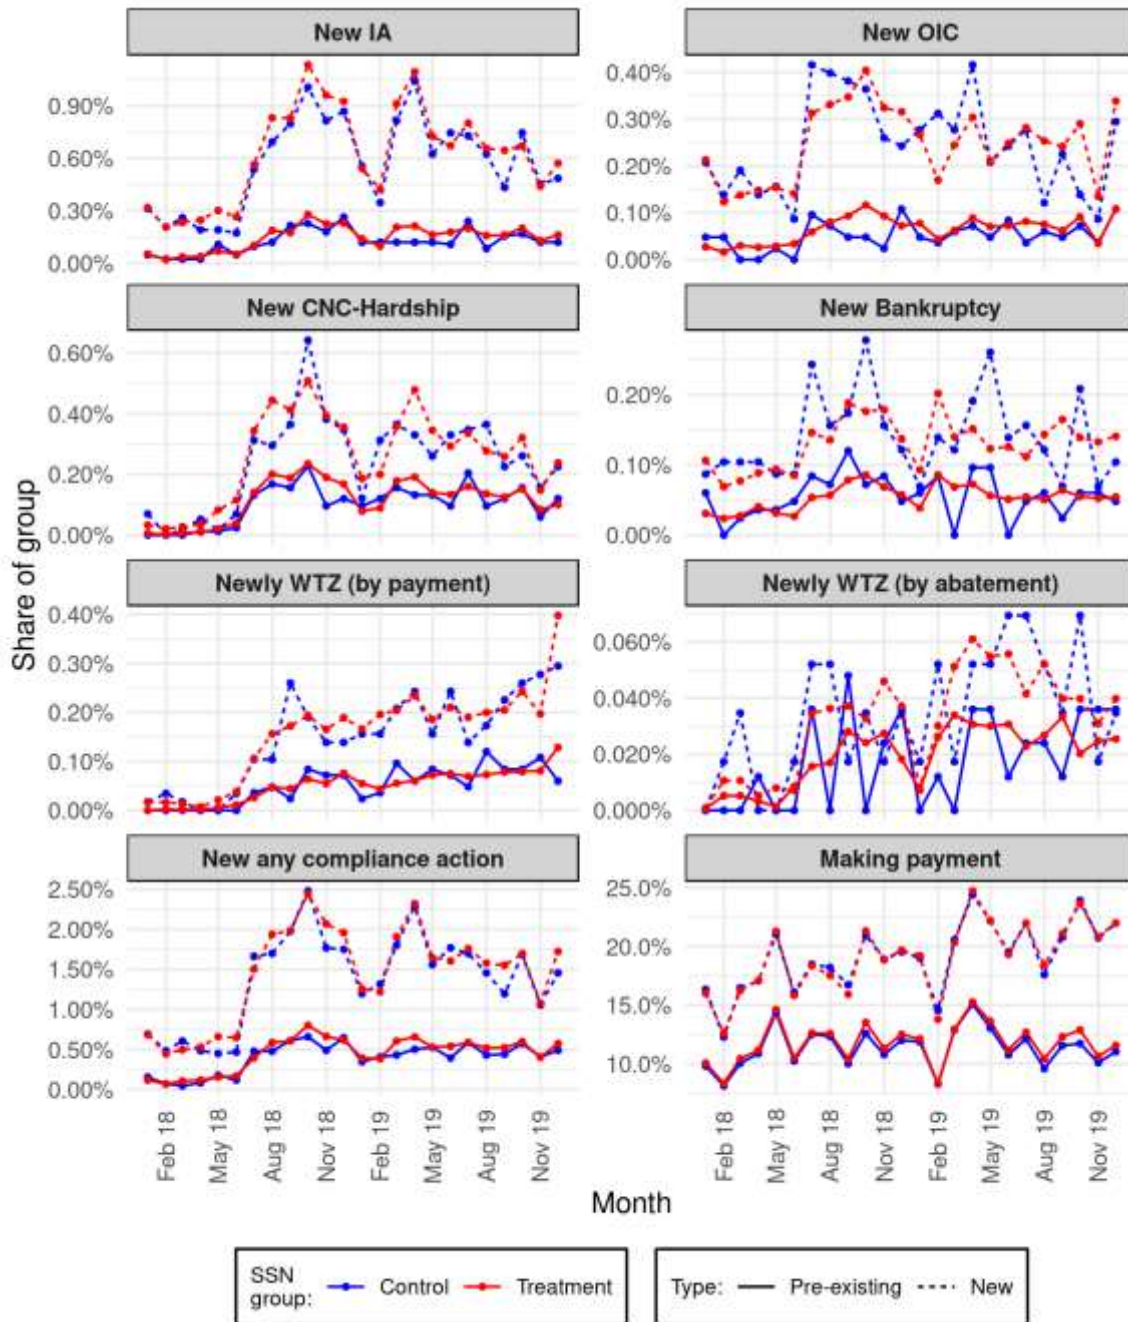 New IA
New OIC
0.90%
0.60%
0.30%
0.00%
0.40%
0.30%
0.20%
0.10%
0.00%
New CNC-Hardship
New Bankruptcy
0.60%
0.40%
0.20%
0.00%
0.20%
0.10%
0.00%
Share of group
Newly WTZ (by payment)
Newly WTZ (by abatement)
0.40%
0.30%
0.20%
0.10%
0.00%
0.060%
0.040%
0.020%
0.000%
New any compliance action
Making payment
2.50%
2.00%
1.50%
1.00%
0.50%
0.00%
25.0%
20.0%
15.0%
10.0%
Feb 18
May 18
Aug 18
Nov 18
Feb 19
May 19
Aug 19
Nov 19
Feb 18
May 18
Aug 18
Nov 18
Feb 19
May 19
Aug 19
Nov 19
Month
SSN group: Control Treatment
Type: Pre-existing New